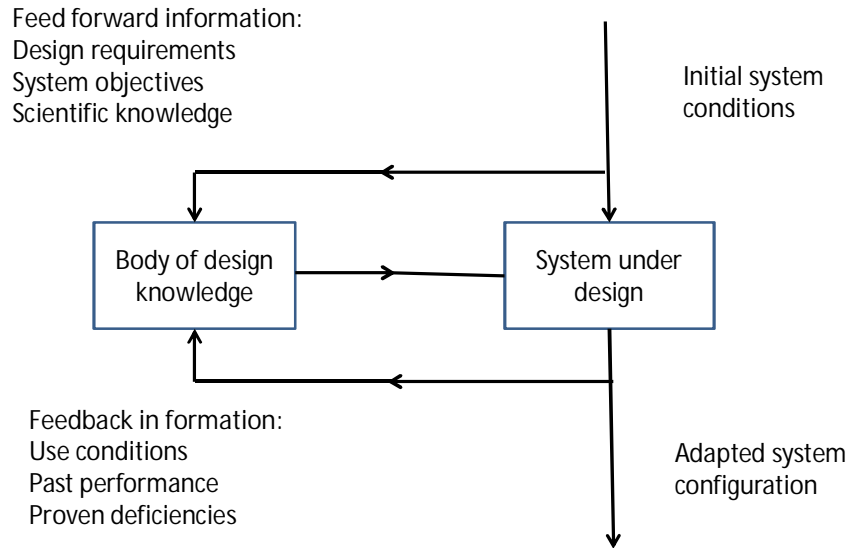 Feed forward information:
Design requirements
System objectives
Scientific knowledge
Initial system
conditions
Body of design
knowledge
System under
design
Feedback in formation:
Use conditions
Past performance
Proven deficiencies
Adapted system
configuration